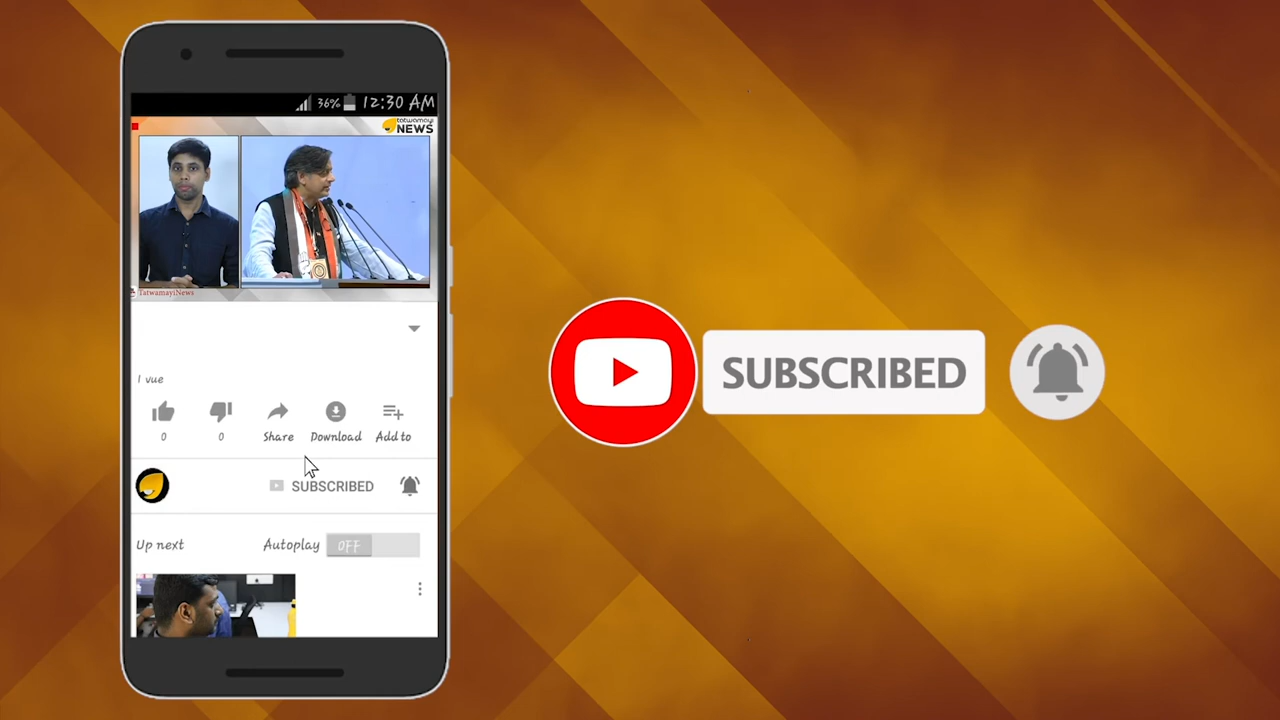 36% 12:30 AM
tatwamayi
NEWS
TatwamayiNews
1 vue
0 0 Share Download Add to
SUBSCRIBED
Up next Autoplay OFF
SUBSCRIBED